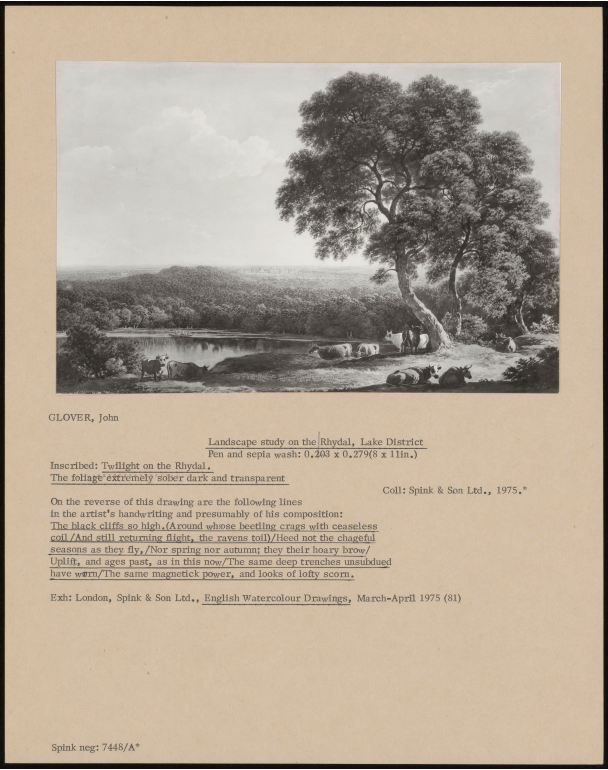 GLOVER, John
Landscape study on the Rhydal, Lake District
Pen and sepia wash: 0.203 x 0.279(8 x 11in.)
Inscribed: Twilight on the Rhydal.
The foliage extremely sober dark and transparent
Coll: Spink & Son Ltd., 1975.*
On the reverse of this drawing are the following lines
in the artist's handwriting and presumably of his composition:
The black cliffs so high.(Around whose beetling crags with ceaseless
coil/And still returning flight, the ravens toil)/Heed not the chageful
seasons as they fly,/Nor spring nor autumn; they their hoary brow/
Uplift, and ages past, as in this now/The same deep trenches unsubdued
have worn/The same magnetick power, and looks of lofty scorn.
Exh: London, Spink & Son Ltd., English Watercolour Drawings, March-April 1975 (81)
Spink neg: 7448/A*